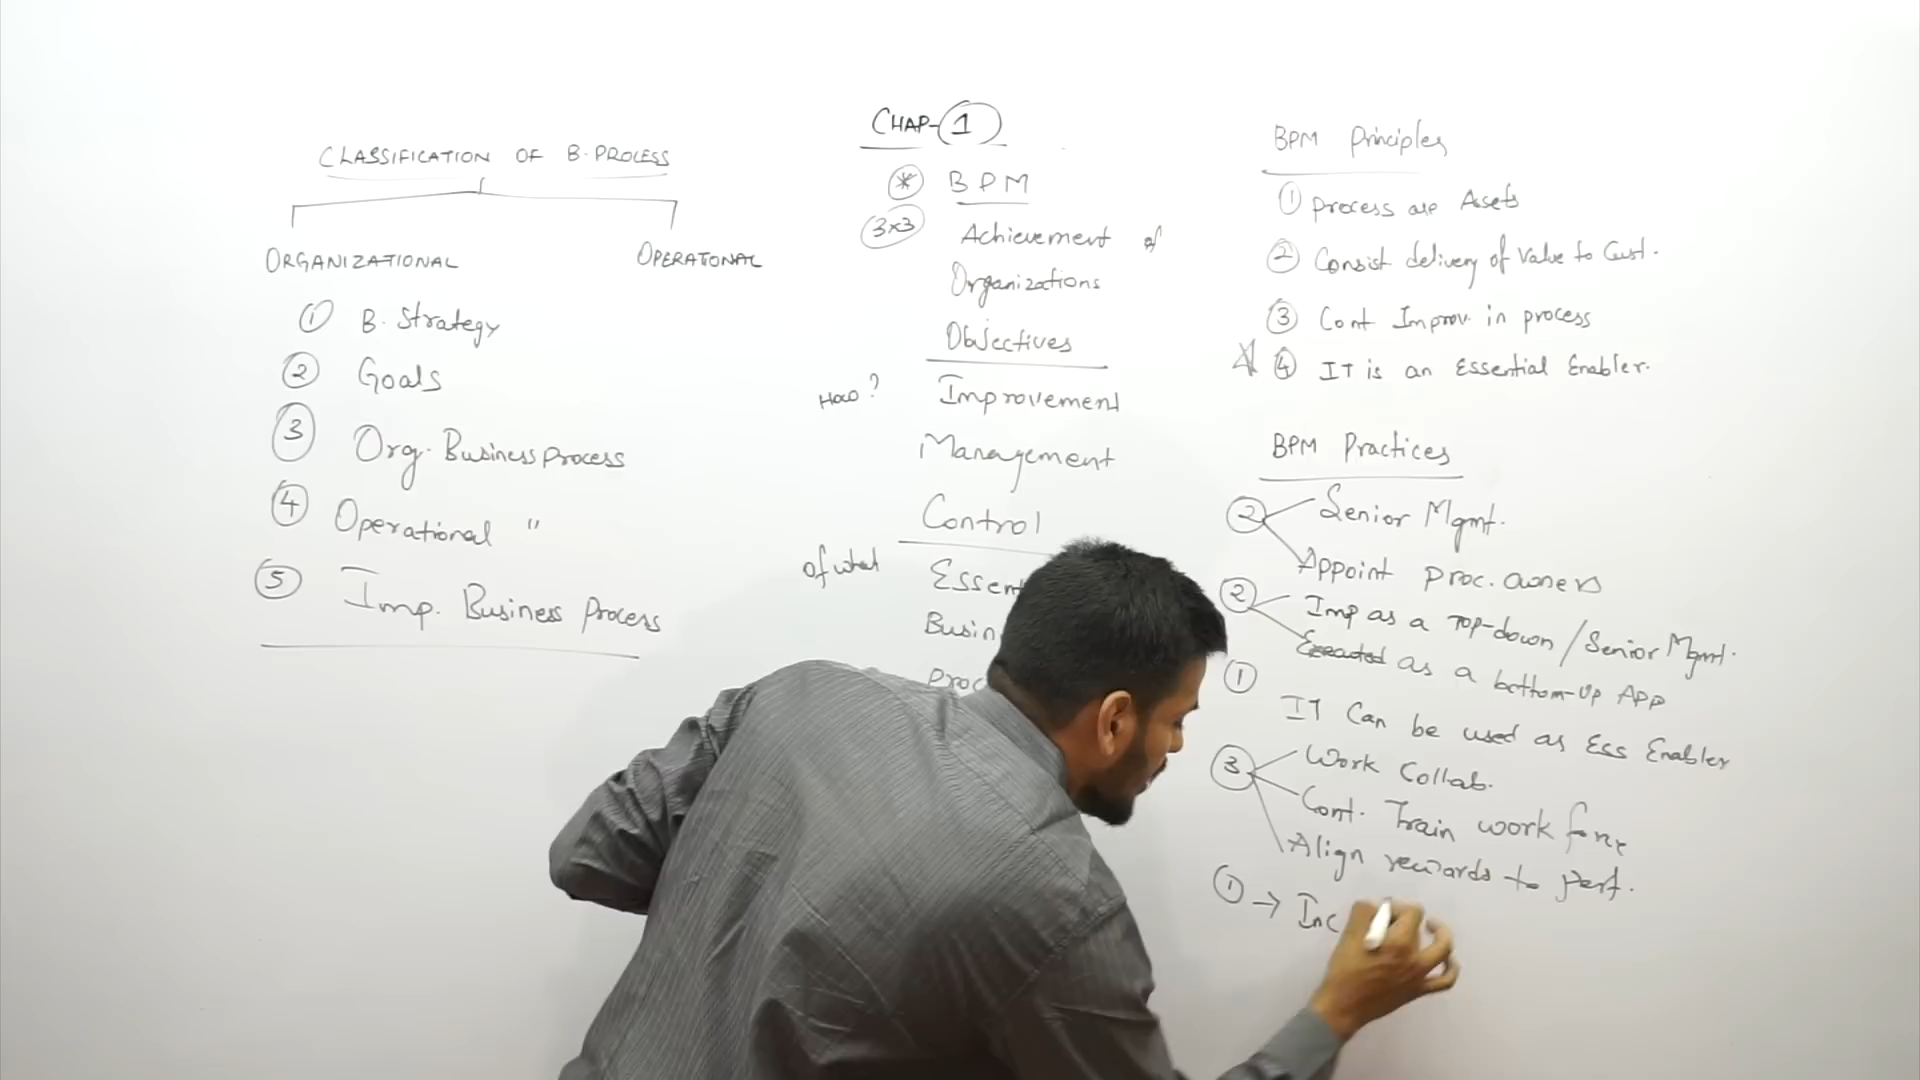 CLASSIFICATION OF B.PROCESS
ORGANIZATIONAL
OPERATONAL
1 B. Strategy
2 Goals
3 Org. Business process
4 Operational "
5 Imp. Business Process
CHAP-1
* BPM
3x3 Achievement of
Organizations
Objectives
How? Improvement
Management
Control
of what Essen
Busin
proc
BPM Principles
1 process are Assets
2 Consist delivery of value to Cust.
3 Cont Improv. in process
4 IT is an Essential Enabler.
BPM Practices
2 Senior Mgmt.
Appoint proc. owners
2 Imp as a Top-down / Senior Mgmt.
Executed as a bottom-up App
1
IT Can be used as Ess Enabler
3 Work Collab.
Cont. Train work force
Align rewards to perf.
1 → Inc